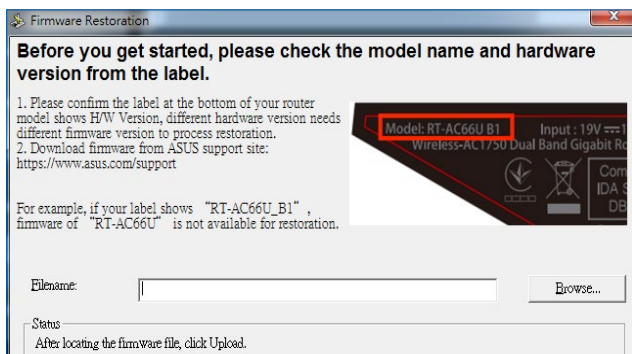 Firmware Restoration
Before you get started, please check the model name and hardware
version from the label.
1. Please confirm the label at the bottom of your router
model shows H/W Version, different hardware version needs
different firmware version to process restoration.
2. Download firmware from ASUS support site:
https://www.asus.com/support
For example, if your label shows “RT-AC66U_B1”,
firmware of “RT-AC66U” is not available for restoration.
Model: RT-AC66U B1 Input : 19V
Wireless-AC1750 Dual Band Gigabit
Com
IDA S
DB
Filename:
Browse...
Status
After locating the firmware file, click Upload.